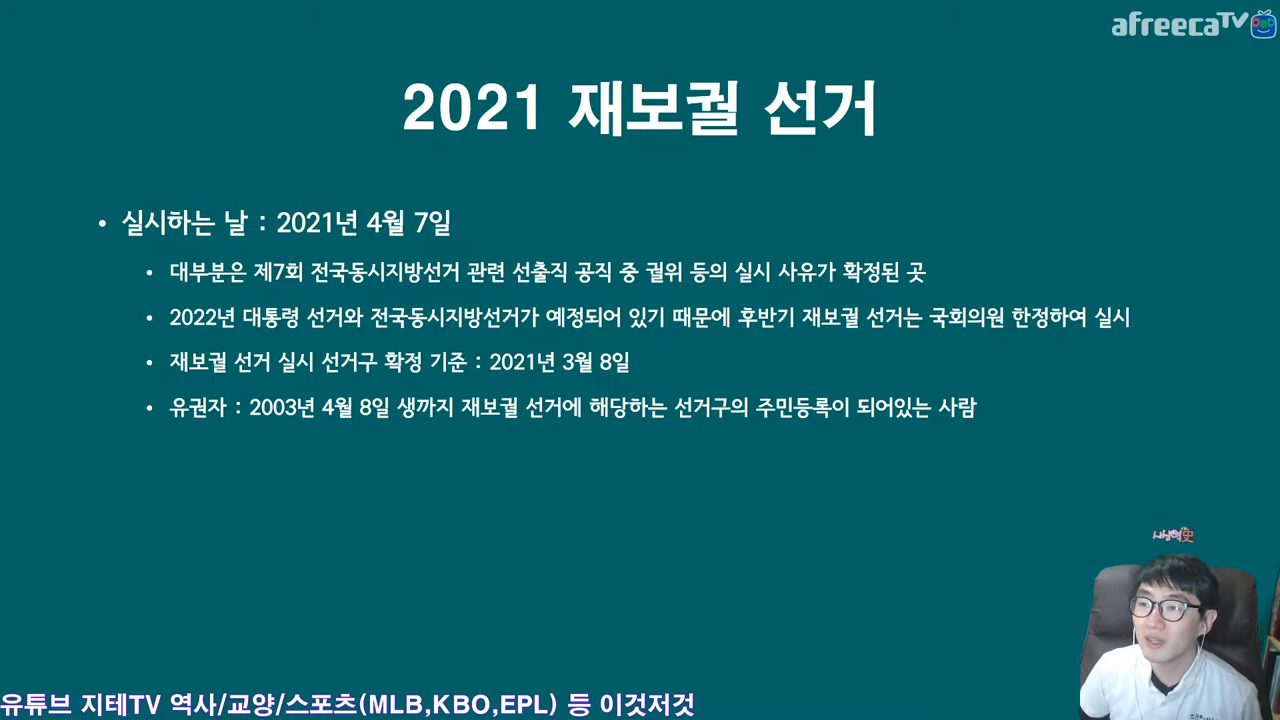 afreecaTV
2021 재보궐 선거
• 실시하는 날 : 2021년 4월 7일
• 대부분은 제7회 전국동시지방선거 관련 선출직 공직 중 궐위 등의 실시 사유가 확정된 곳
• 2022년 대통령 선거와 전국동시지방선거가 예정되어 있기 때문에 후반기 재보궐 선거는 국회의원 한정하여 실시
• 재보궐 선거 실시 선거구 확정 기준 : 2021년 3월 8일
• 유권자 : 2003년 4월 8일 생까지 재보궐 선거에 해당하는 선거구의 주민등록이 되어있는 사람
유튜브 지테TV 역사/교양/스포츠(MLB,KBO,EPL) 등 이것저것